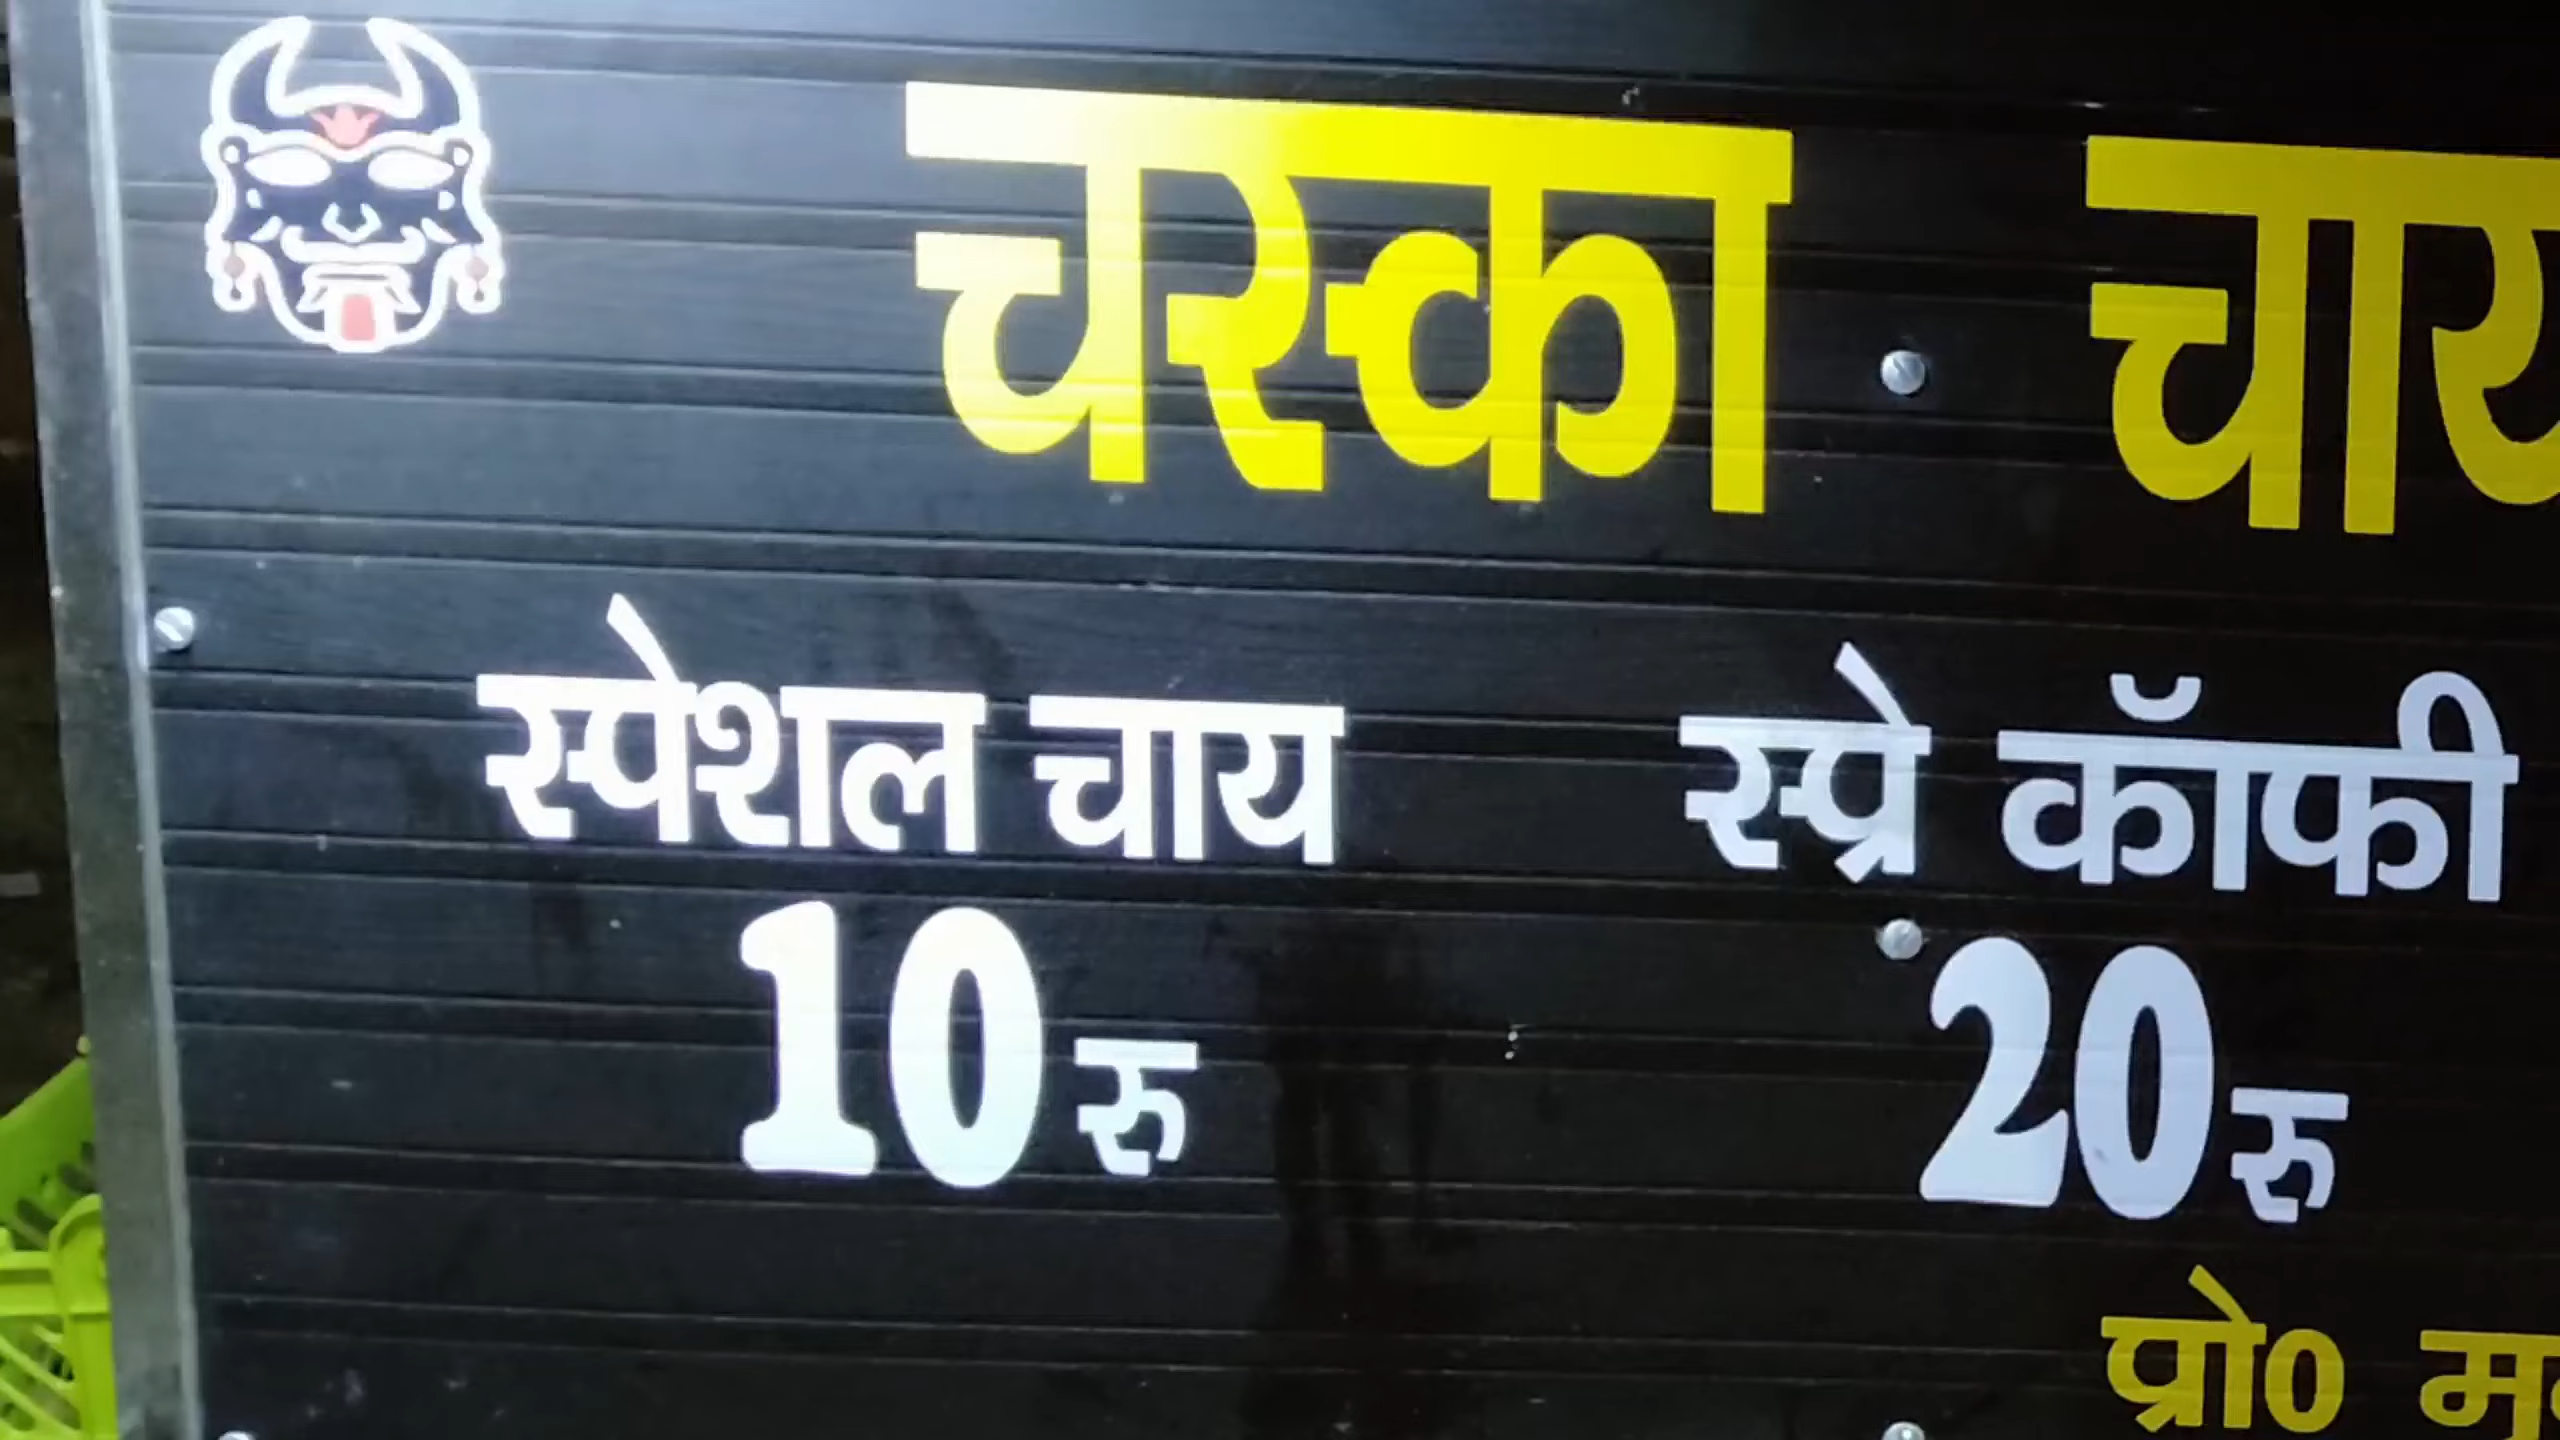 चस्का चाय
स्पेशल चाय स्प्रे कॉफी
10 रु 20 रु
प्रो0